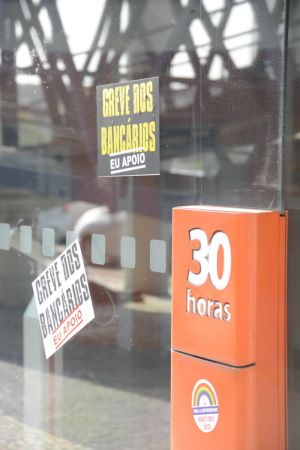 GREVE DOS
BANCÁRIOS
EU APOIO
GREVE DOS
BANCÁRIOS
EU APOIO
30
horas